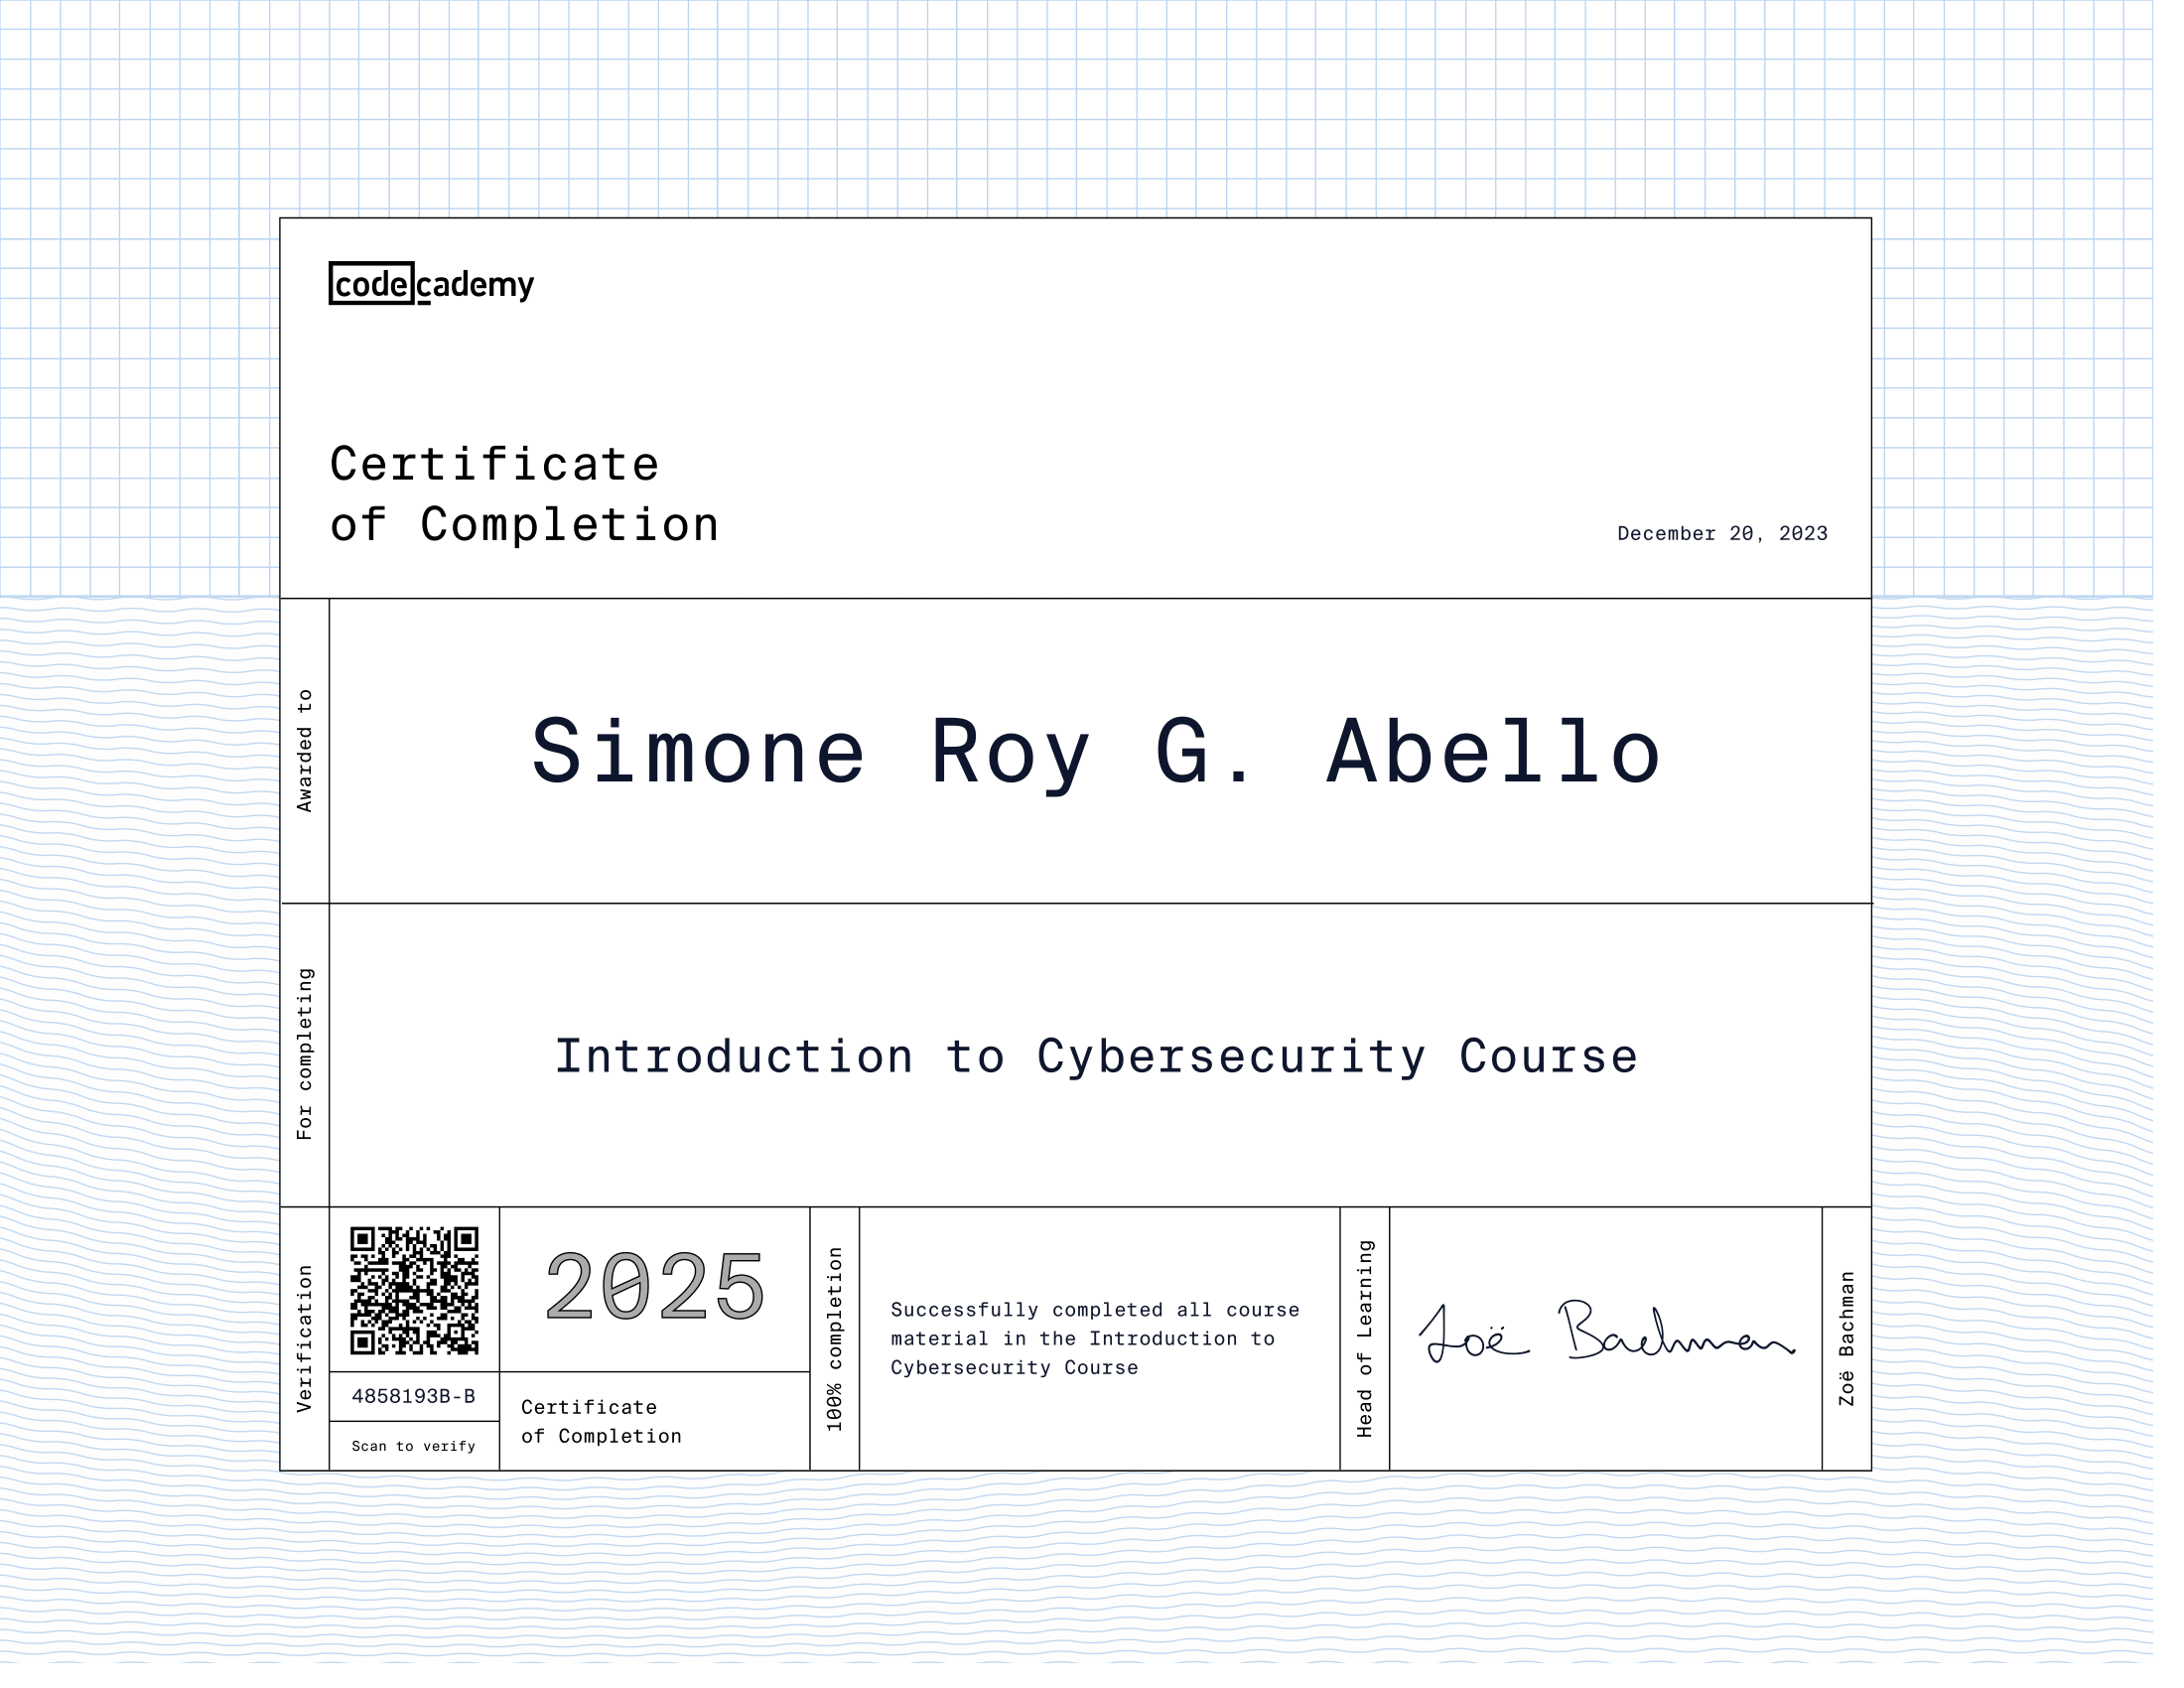 codecademy
Certificate
of Completion
December 20, 2023
Awarded to
Simone Roy G. Abello
For completing
Introduction to Cybersecurity Course
Verification
4858193B-B
Scan to verify
2025
Certificate
of Completion
100% completion
Successfully completed all course
material in the Introduction to
Cybersecurity Course
Head of Learning
Zoë Bachman
Zoë Bachman